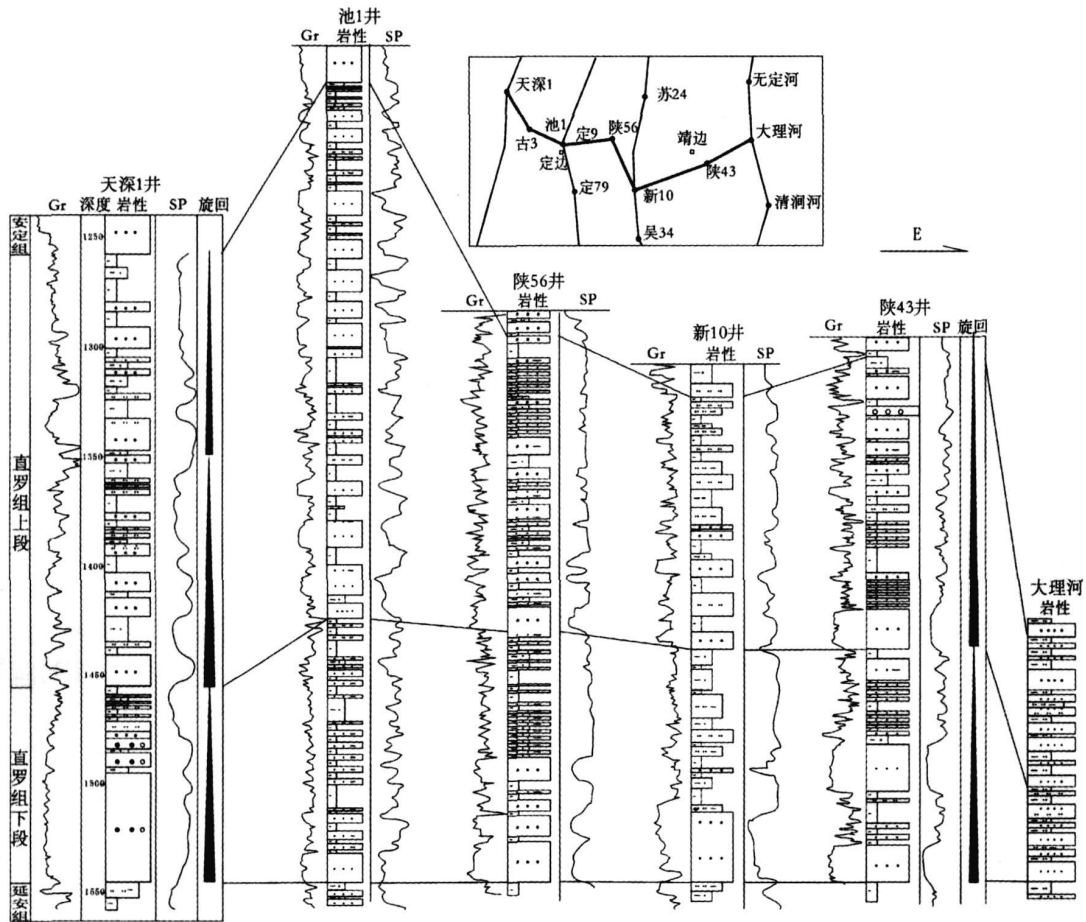 池1井
Gr 岩性 SP
天深1
苏24
无定河
池1
定9
陕56
靖边
大理河
古3
定边
陕43
定79
新10
清涧河
吴34
E
天深1井
Gr 深度 岩性 SP 旋回
安定组
直罗组上段
直罗组下段
延安组
1250
1300
1350
1400
1450
1500
1550
陕56井
Gr 岩性 SP
新10井
Gr 岩性 SP
陕43井
Gr 岩性 SP 旋回
大理河
岩性